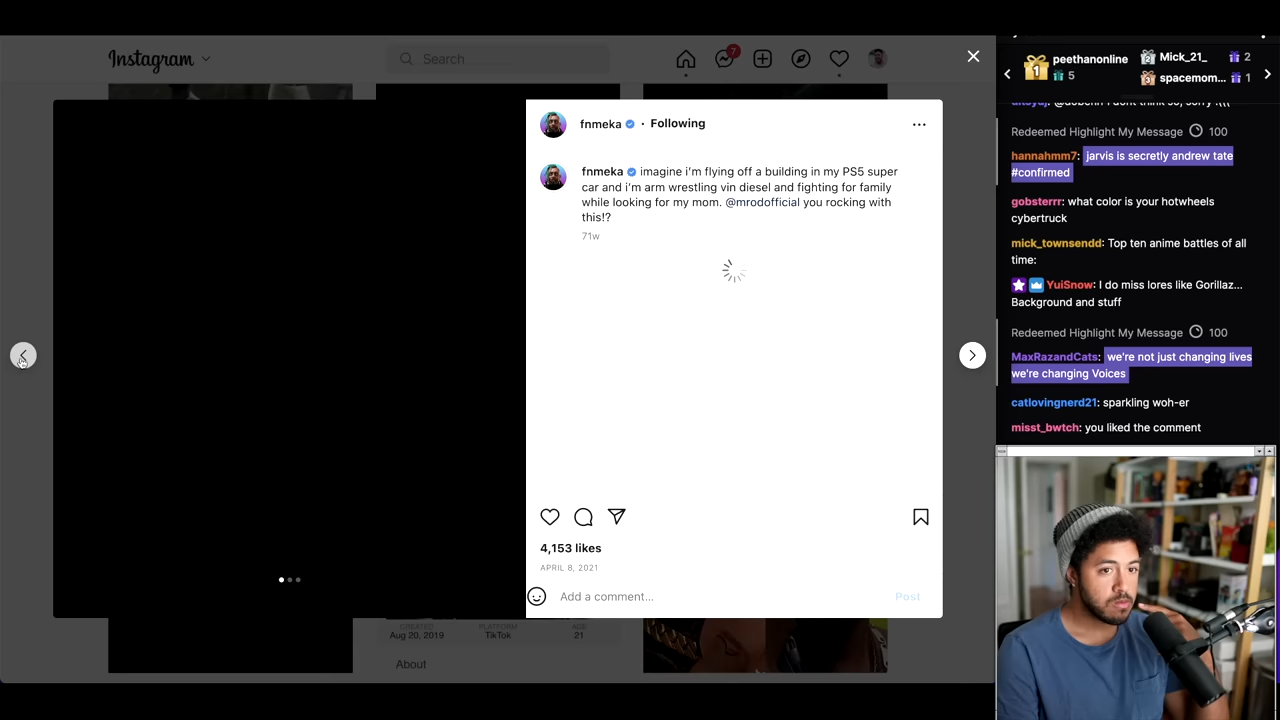 Instagram
Search
7
fnmeka • Following
fnmeka imagine i'm flying off a building in my PS5 super
car and i'm arm wrestling vin diesel and fighting for family
while looking for my mom. @mrodofficial you rocking with
this!?
71w
4,153 likes
APRIL 8, 2021
Add a comment...
Post
CREATED
Aug 20, 2019
PLATFORM
TikTok
AGE
21
About
1 peethanonline
5
Mick_21_ 2
spacemom... 1
Redeemed Highlight My Message 100
hannahmm7: jarvis is secretly andrew tate
#confirmed
gobsterrr: what color is your hotwheels
cybertruck
mick_townsendd: Top ten anime battles of all
time:
YuiSnow: I do miss lores like Gorillaz...
Background and stuff
Redeemed Highlight My Message 100
MaxRazandCats: we're not just changing lives
we're changing Voices
catlovingnerd21: sparkling woh-er
misst_bwtch: you liked the comment